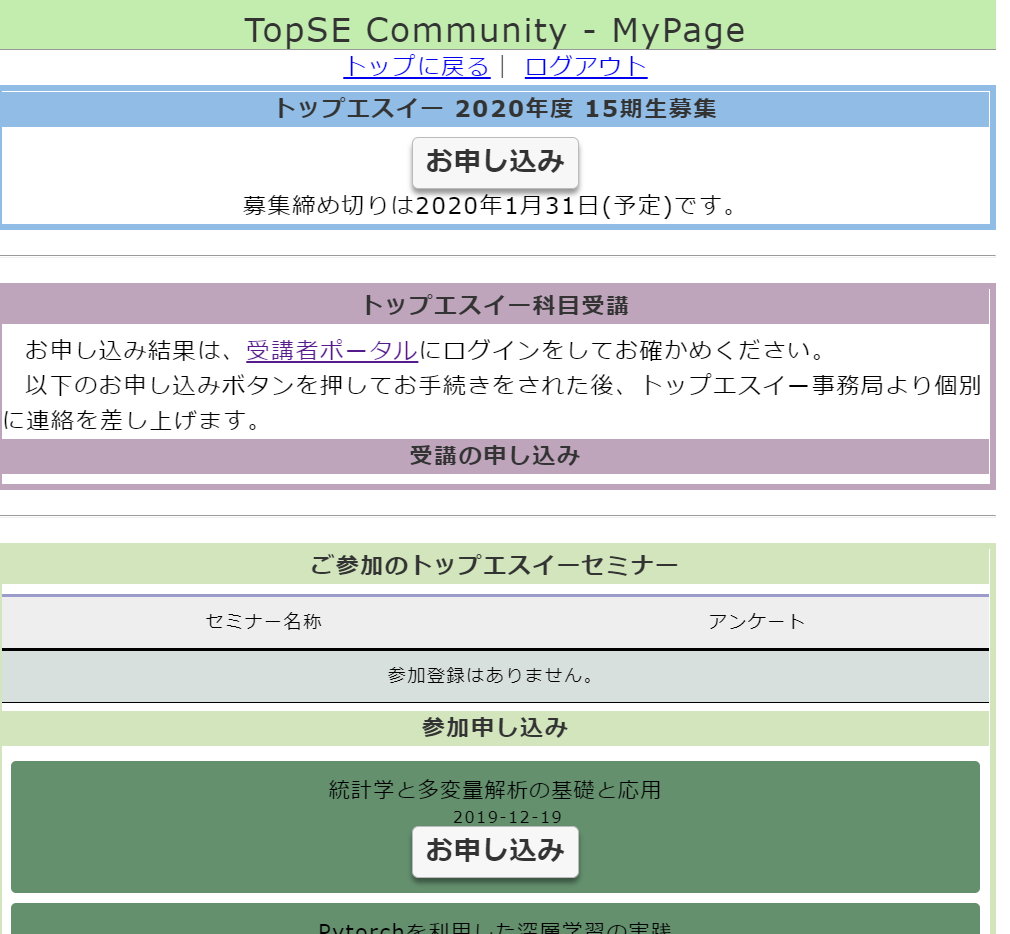 TopSE Community - MyPage
トップに戻る｜ ログアウト
トップエスイー 2020年度 15期生募集
お申し込み
募集締め切りは2020年1月31日(予定)です。
トップエスイー科目受講
お申し込み結果は、受講者ポータルにログインをしてお確かめください。
以下のお申し込みボタンを押してお手続きをされた後、トップエスイー事務局より個別
に連絡を差し上げます。
受講の申し込み
ご参加のトップエスイーセミナー
セミナー名称 アンケート
参加登録はありません。
参加申し込み
統計学と多変量解析の基礎と応用
2019-12-19
お申し込み
Pytorchを利用した深層学習の実践